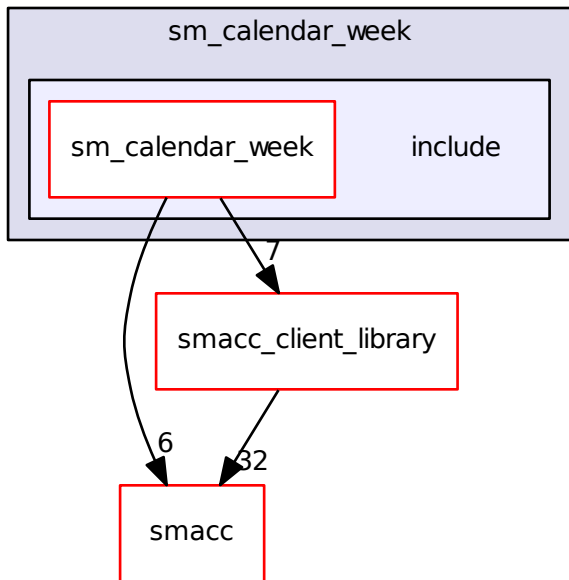 sm_calendar_week
sm_calendar_week
include
7
smacc_client_library
6
32
smacc